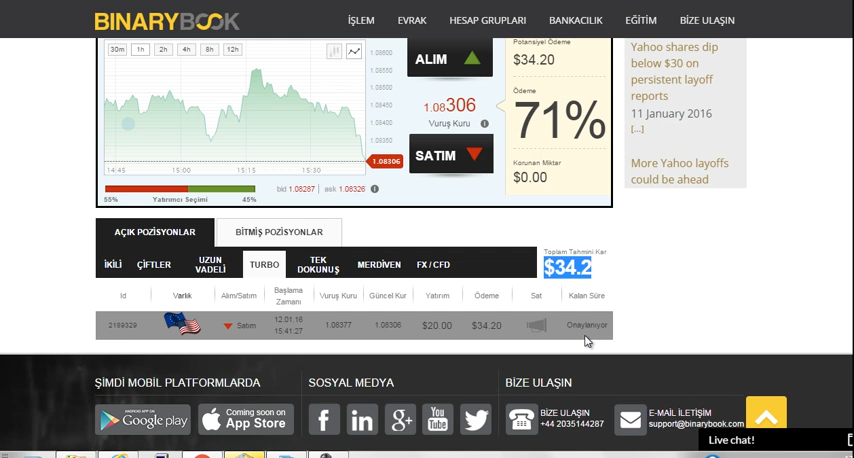 BINARYBOOK
İŞLEM EVRAK HESAP GRUPLARI BANKACILIK EĞİTİM BİZE ULAŞIN
30m 1h 2h 4h 8h 12h
1.08600
1.08550
1.08500
1.08450
1.08400
1.08350
1.08306
14:45 15:00 15:15 15:30
55% Yatırımcı Seçimi 45%
bid 1.08287 | ask 1.08326
ALIM
1.08306
Vuruş Kuru
SATIM
Potansiyel Ödeme
$34.20
Ödeme
71%
Korunan Miktar
$0.00
Yahoo shares dip
below $30 on
persistent layoff
reports
11 January 2016
[...]
More Yahoo layoffs
could be ahead
AÇIK POZİSYONLAR BİTMİŞ POZİSYONLAR
İKİLİ ÇİFTLER UZUN VADELİ TURBO TEK DOKUNUŞ MERDİVEN FX / CFD
Toplam Tahmini Kar
$34.2
Id Varlık Alım/Satım Başlama Zamanı Vuruş Kuru Güncel Kur Yatırım Ödeme Sat Kalan Süre
2189329 Satım 12.01.16 15:41:27 1.08377 1.08306 $20.00 $34.20 Onaylanıyor
ŞİMDİ MOBİL PLATFORMLARDA
ANDROID APP ON
Google play
Coming soon on
App Store
SOSYAL MEDYA
You
Tube
BİZE ULAŞIN
BİZE ULAŞIN
+44 2035144287
E-MAIL İLETİŞİM
support@binarybook.com
Live chat!